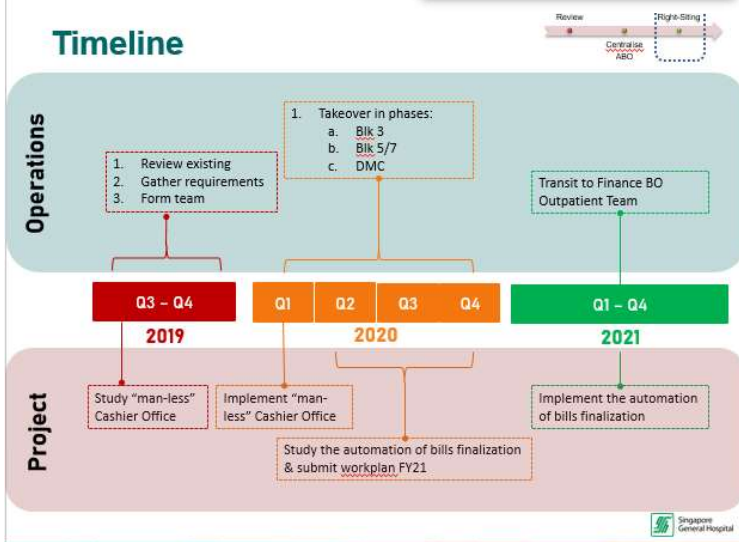 Timeline
Review
Right-Siting
Centralise
ABO
Operations
1. Review existing
2. Gather requirements
3. Form team
1. Takeover in phases:
a. Blk 3
b. Blk 5/7
c. DMC
Transit to Finance BO
Outpatient Team
Q3 – Q4
Q1
Q2
Q3
Q4
Q1 – Q4
2019
2020
2021
Project
Study “man-less”
Cashier Office
Implement “man-
less” Cashier Office
Study the automation of bills finalization
& submit workplan FY21
Implement the automation
of bills finalization
Singapore
General Hospital